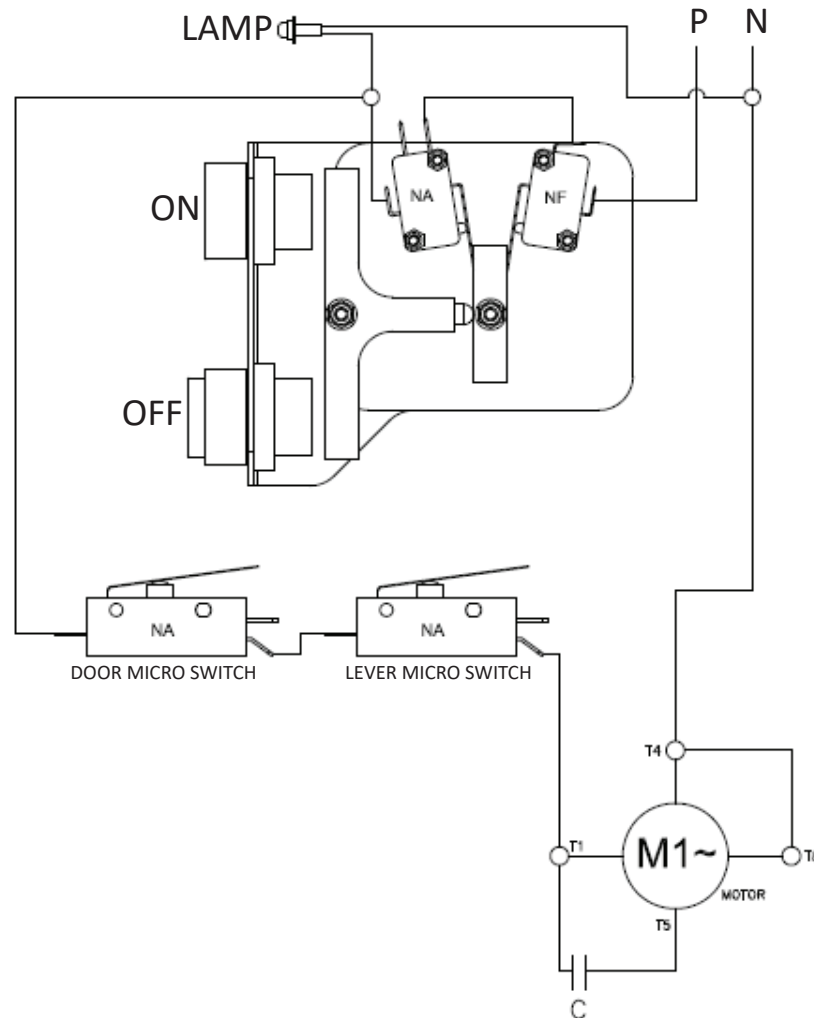 LAMP
P N
NA
NF
ON
OFF
NA
NA
DOOR MICRO SWITCH
LEVER MICRO SWITCH
T4
T1
M1~
MOTOR
T5
C